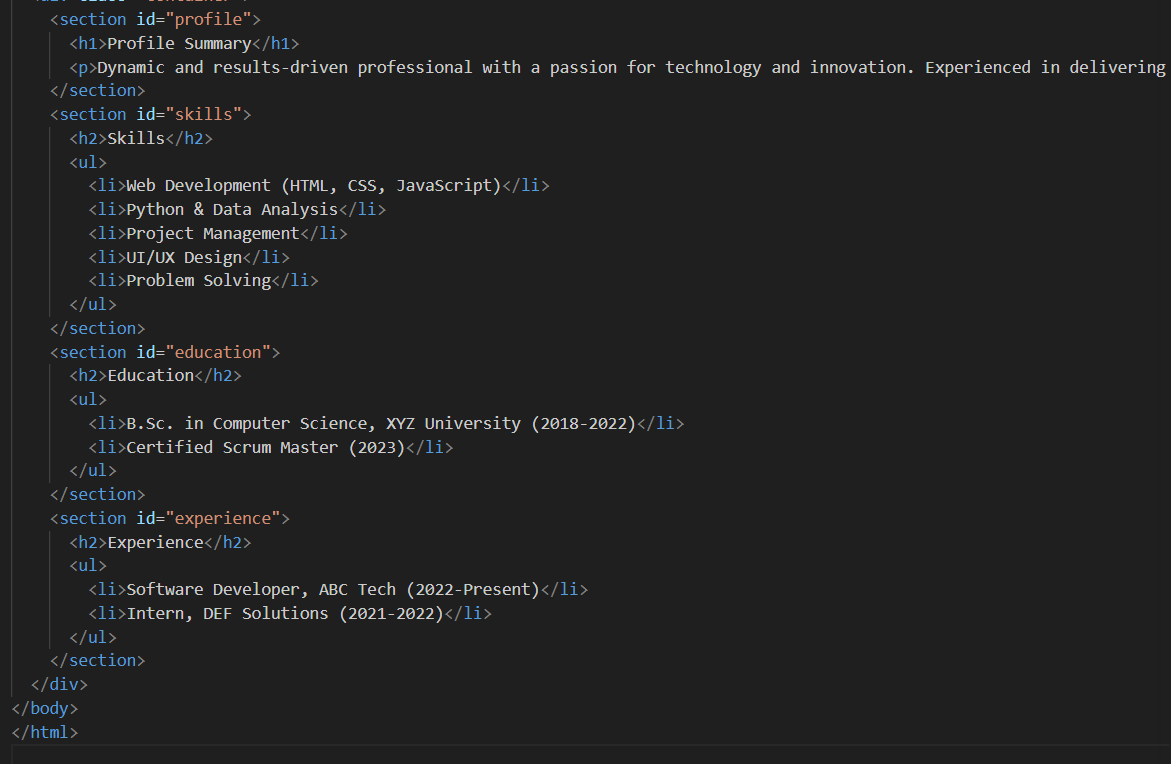 <section id="profile">
<h1>Profile Summary</h1>
<p>Dynamic and results-driven professional with a passion for technology and innovation. Experienced in delivering
</section>
<section id="skills">
<h2>Skills</h2>
<ul>
<li>Web Development (HTML, CSS, JavaScript)</li>
<li>Python & Data Analysis</li>
<li>Project Management</li>
<li>UI/UX Design</li>
<li>Problem Solving</li>
</ul>
</section>
<section id="education">
<h2>Education</h2>
<ul>
<li>B.Sc. in Computer Science, XYZ University (2018-2022)</li>
<li>Certified Scrum Master (2023)</li>
</ul>
</section>
<section id="experience">
<h2>Experience</h2>
<ul>
<li>Software Developer, ABC Tech (2022-Present)</li>
<li>Intern, DEF Solutions (2021-2022)</li>
</ul>
</section>
</div>
</body>
</html>